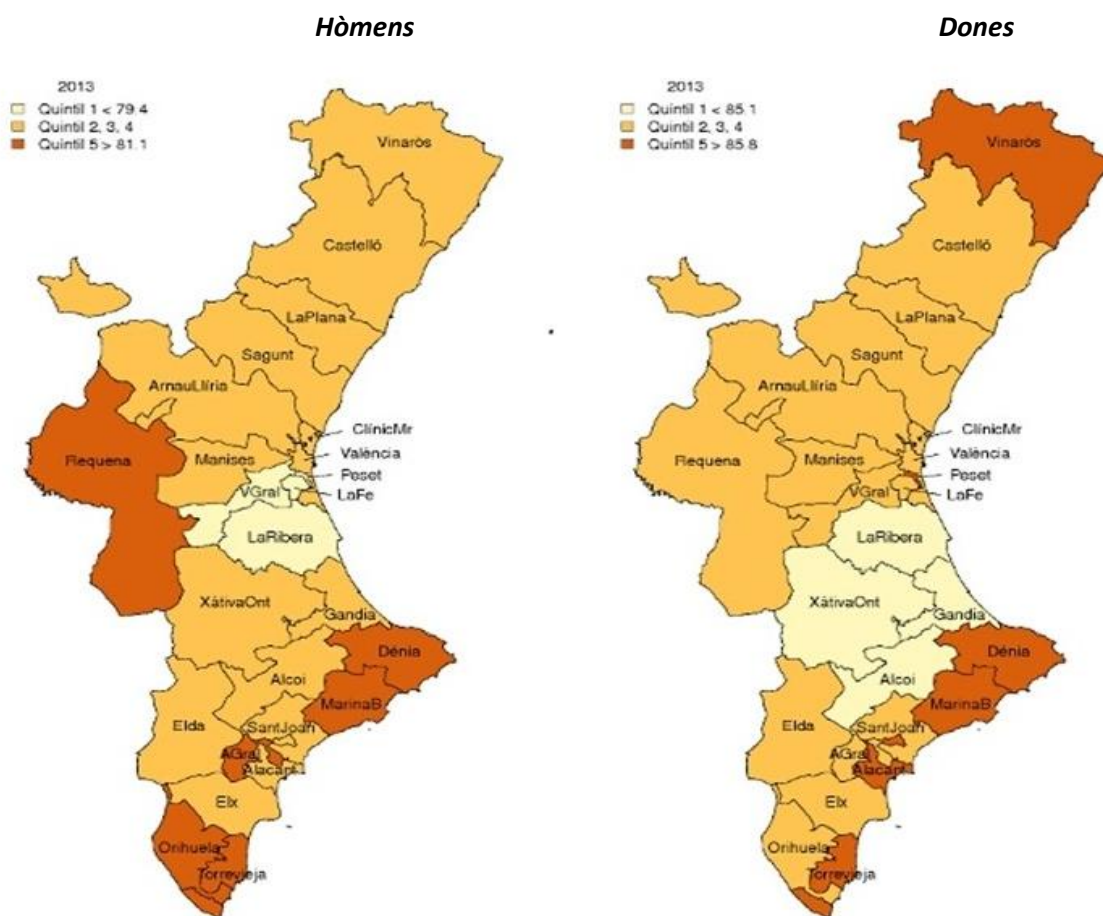 Hòmens
2013
Quintil 1 < 79.4
Quintil 2, 3, 4
Quintil 5 > 81.1
Vinaròs
Castelló
LaPlana
Sagunt
ArnauLlíria
ClínicMr
València
Requena
Manises
Peset
VGral
LaFe
LaRibera
XàtivaOnt
Gandia
Dénia
Alcoi
MarinaB
Elda
SantJoan
AGral
Alacant
Elx
Orihuela
Torrevieja
Dones
2013
Quintil 1 < 85.1
Quintil 2, 3, 4
Quintil 5 > 85.8
Vinaròs
Castelló
LaPlana
Sagunt
ArnauLlíria
ClínicMr
València
Requena
Manises
Peset
VGral
LaFe
LaRibera
XàtivaOnt
Gandia
Dénia
Alcoi
MarinaB
Elda
SantJoan
AGral
Alacant
Elx
Orihuela
Torrevieja